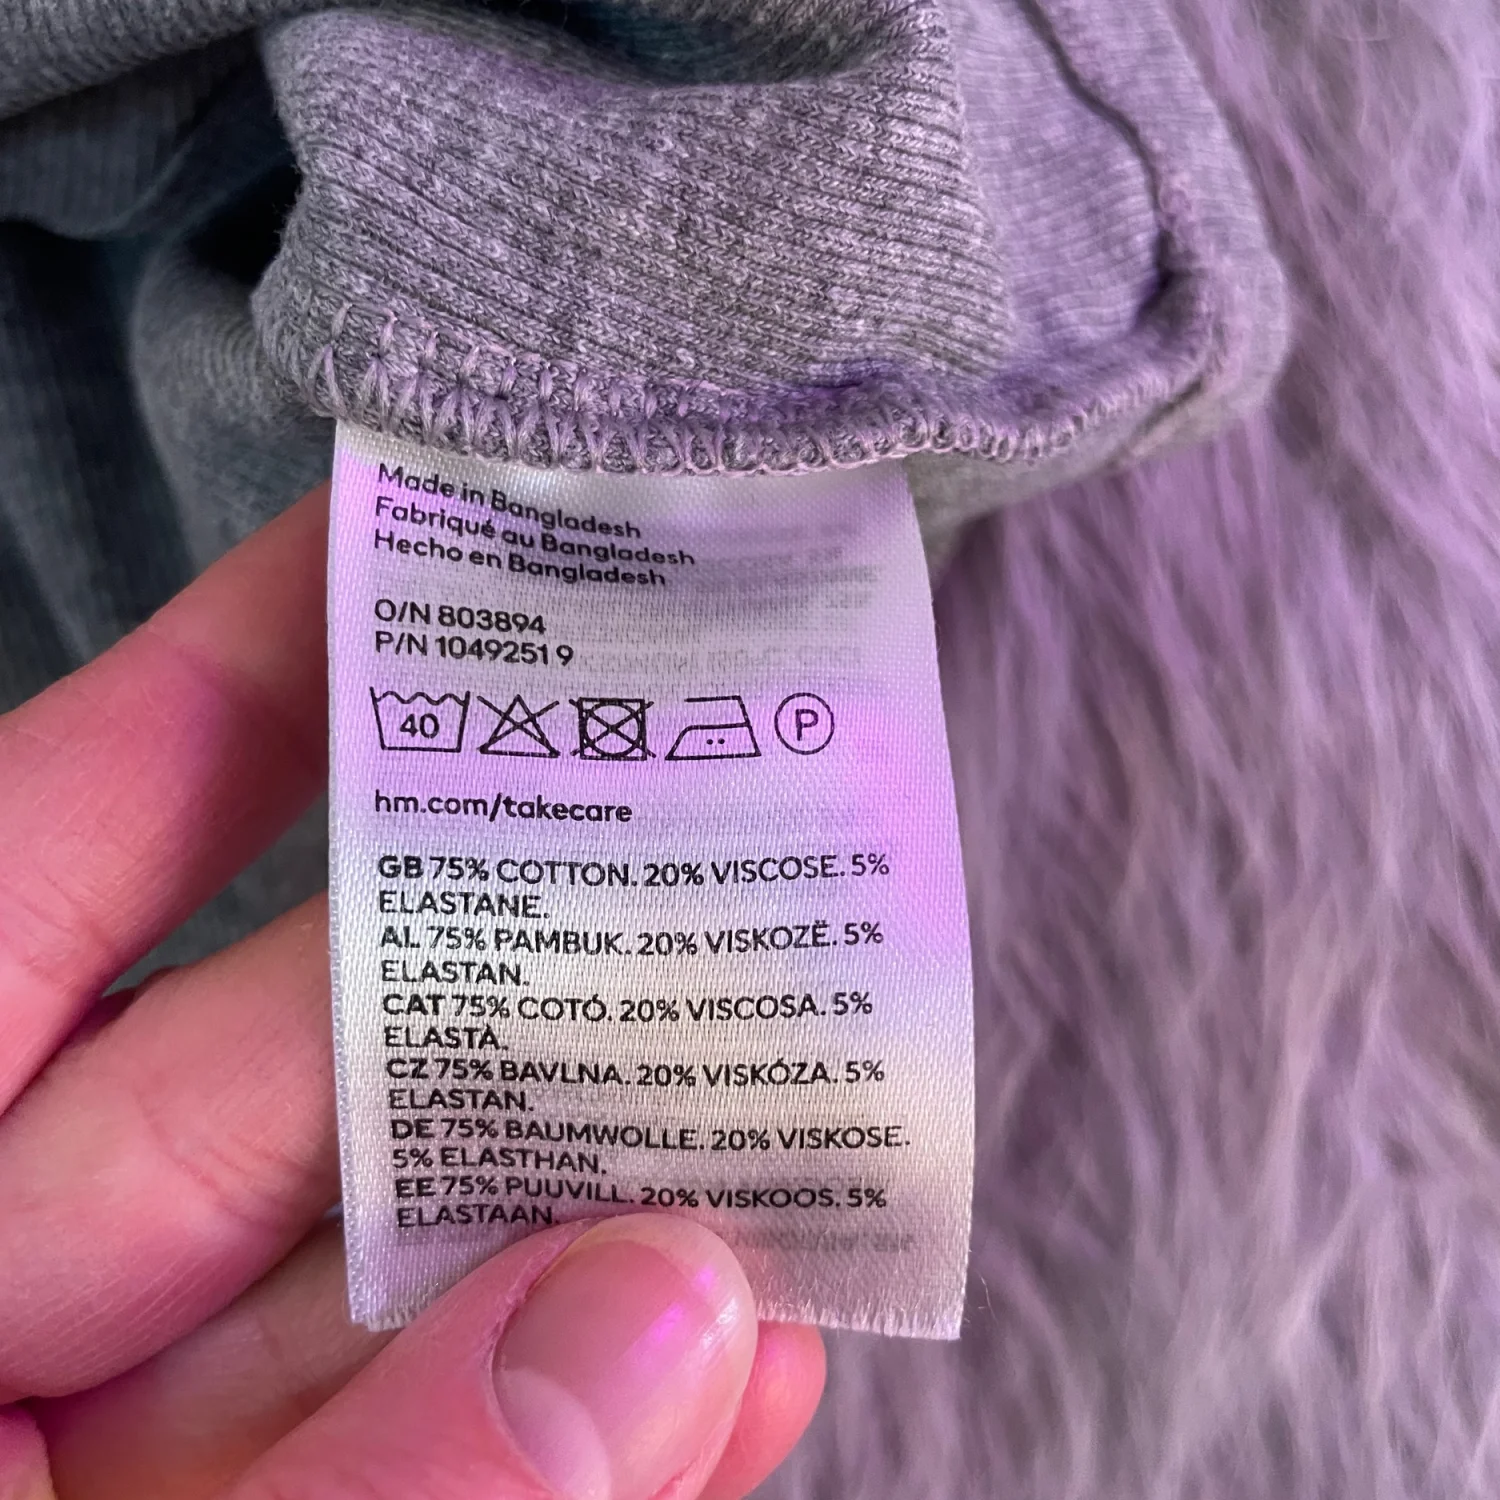 Made in Bangladesh
Fabriqué au Bangladesh
Hecho en Bangladesh
O/N 803894
P/N 1049251 9
40
P
hm.com/takecare
GB 75% COTTON. 20% VISCOSE. 5%
ELASTANE.
AL 75% PAMBUK. 20% VISKOZË. 5%
ELASTAN.
CAT 75% COTÓ. 20% VISCOSA. 5%
ELASTÀ.
CZ 75% BAVLNA. 20% VISKÓZA. 5%
ELASTAN.
DE 75% BAUMWOLLE. 20% VISKOSE.
5% ELASTHAN.
EE 75% PUUVILL. 20% VISKOOS. 5%
ELASTAAN.